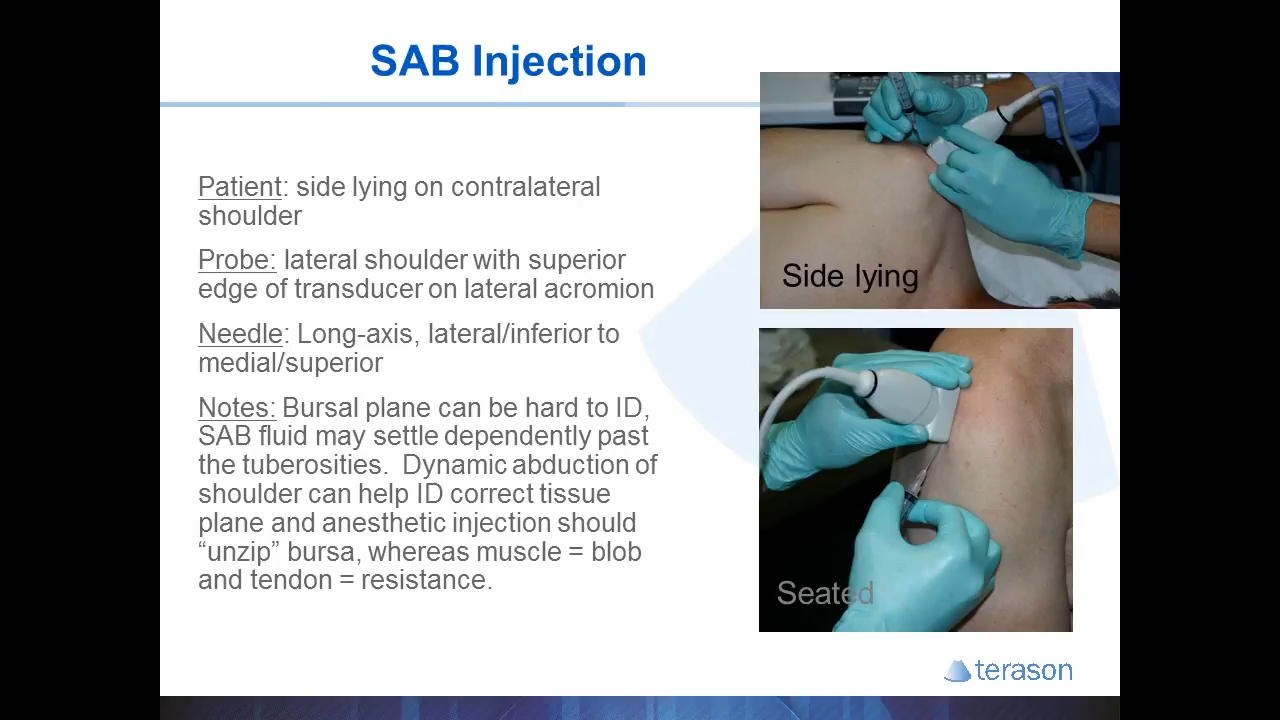 SAB Injection
Patient: side lying on contralateral
shoulder
Probe: lateral shoulder with superior
edge of transducer on lateral acromion
Needle: Long-axis, lateral/inferior to
medial/superior
Notes: Bursal plane can be hard to ID,
SAB fluid may settle dependently past
the tuberosities.  Dynamic abduction of
shoulder can help ID correct tissue
plane and anesthetic injection should
“unzip” bursa, whereas muscle = blob
and tendon = resistance.
Side lying
Seated
terason